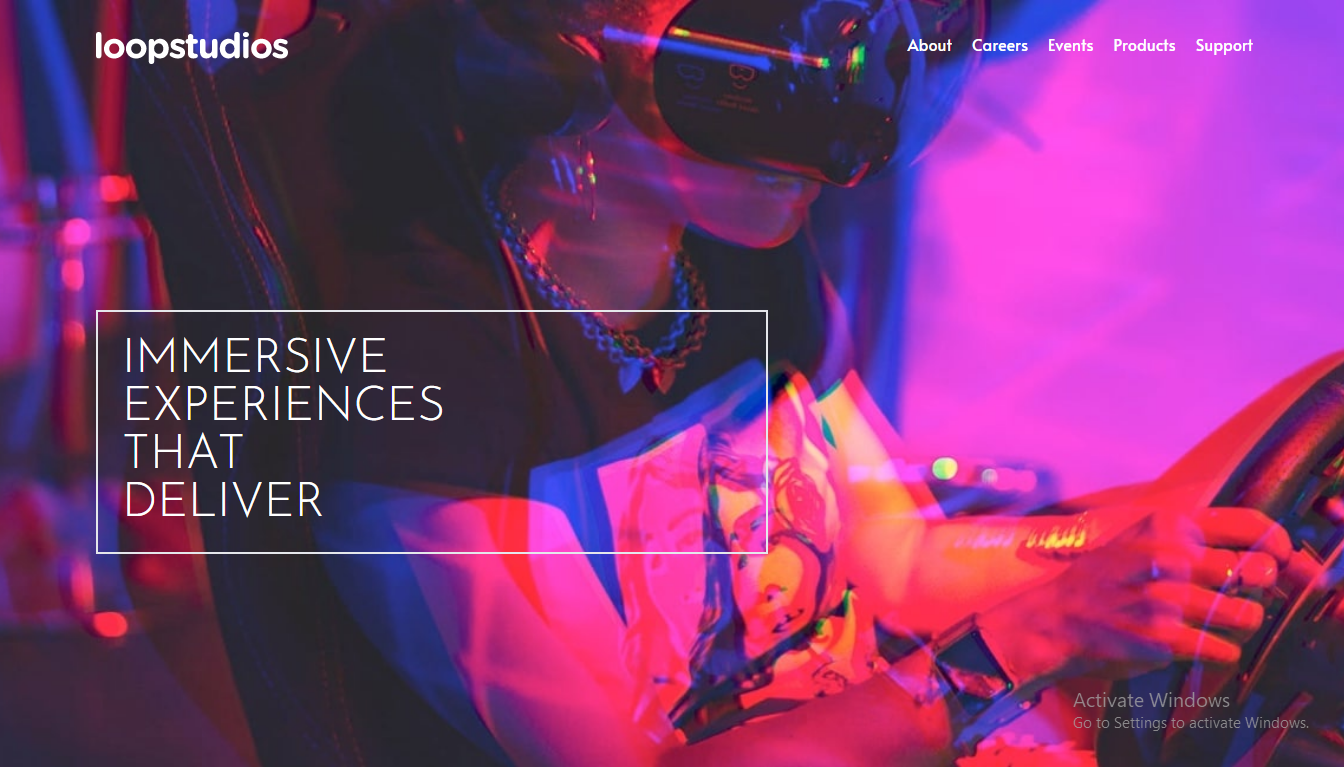 loopstudios
About Careers Events Products Support
IMMERSIVE
EXPERIENCES
THAT
DELIVER
Activate Windows
Go to Settings to activate Windows.